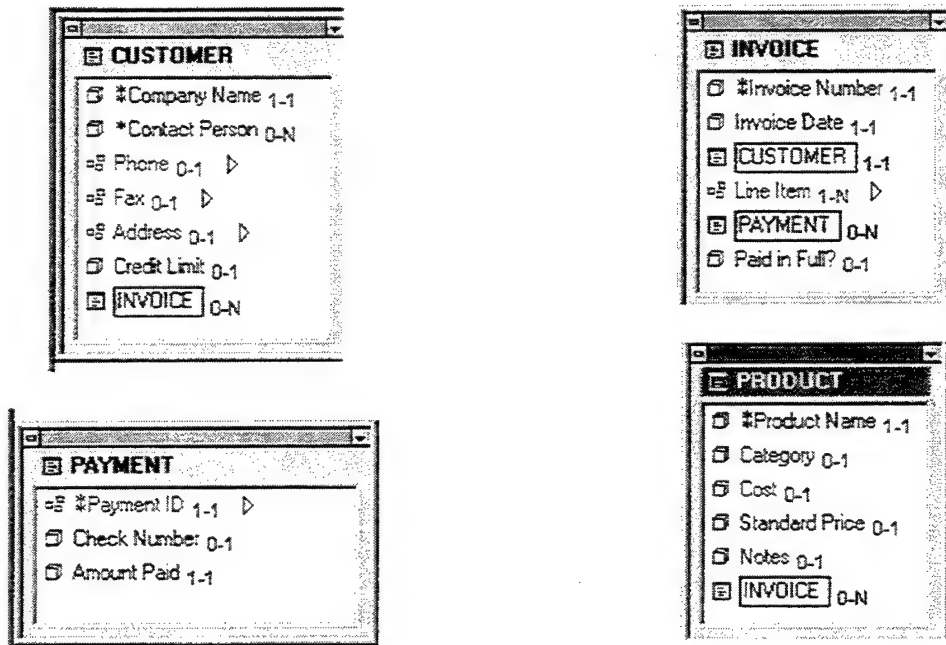 CUSTOMER
‡Company Name 1-1
*Contact Person 0-N
Phone 0-1
Fax 0-1
Address 0-1
Credit Limit 0-1
INVOICE 0-N
INVOICE
‡Invoice Number 1-1
Invoice Date 1-1
CUSTOMER 1-1
Line Item 1-N
PAYMENT 0-N
Paid in Full? 0-1
PAYMENT
‡Payment ID 1-1
Check Number 0-1
Amount Paid 1-1
PRODUCT
‡Product Name 1-1
Category 0-1
Cost 0-1
Standard Price 0-1
Notes 0-1
INVOICE 0-N